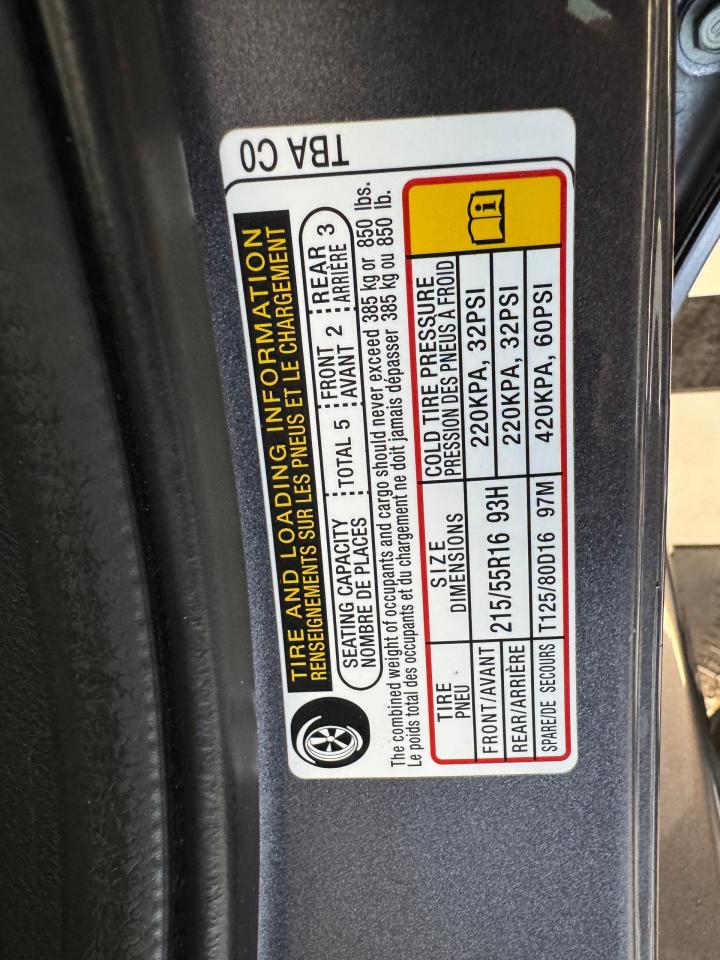 TBA C0
TIRE AND LOADING INFORMATION
RENSEIGNEMENTS SUR LES PNEUS ET LE CHARGEMENT
SEATING CAPACITY TOTAL 5 FRONT 2 REAR 3
NOMBRE DE PLACES AVANT ARRIÈRE
The combined weight of occupants and cargo should never exceed 385 kg or 850 lbs.
Le poids total des occupants et du chargement ne doit jamais dépasser 385 kg ou 850 lb.
TIRE SIZE COLD TIRE PRESSURE
PNEU DIMENSIONS PRESSION DES PNEUS À FROID
FRONT/AVANT 215/55R16 93H 220KPA, 32PSI
REAR/ARRIÈRE 220KPA, 32PSI
SPARE/DE SECOURS T125/80D16 97M 420KPA, 60PSI